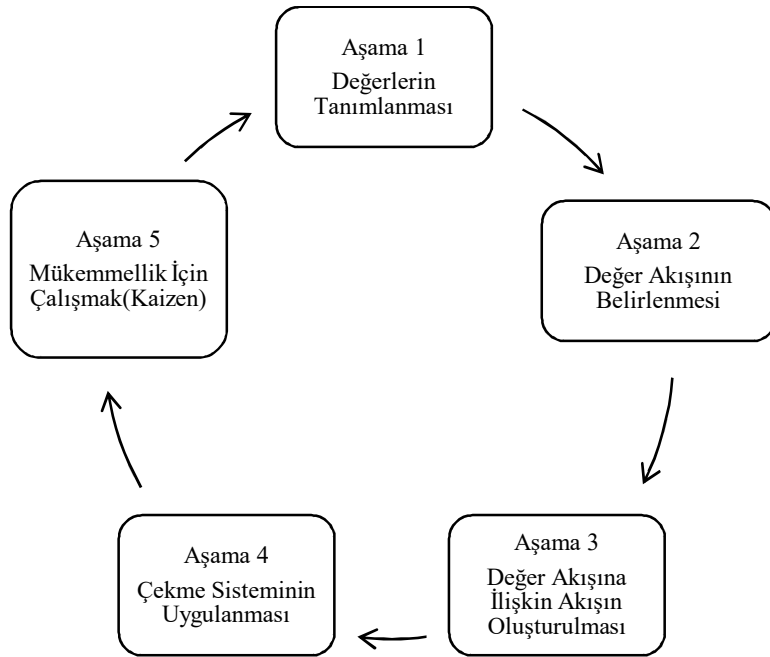 Aşama 1
Değerlerin
Tanımlanması
Aşama 2
Değer Akışının
Belirlenmesi
Aşama 3
Değer Akışına
İlişkin Akışın
Oluşturulması
Aşama 4
Çekme Sisteminin
Uygulanması
Aşama 5
Mükemmellik İçin
Çalışmak(Kaizen)